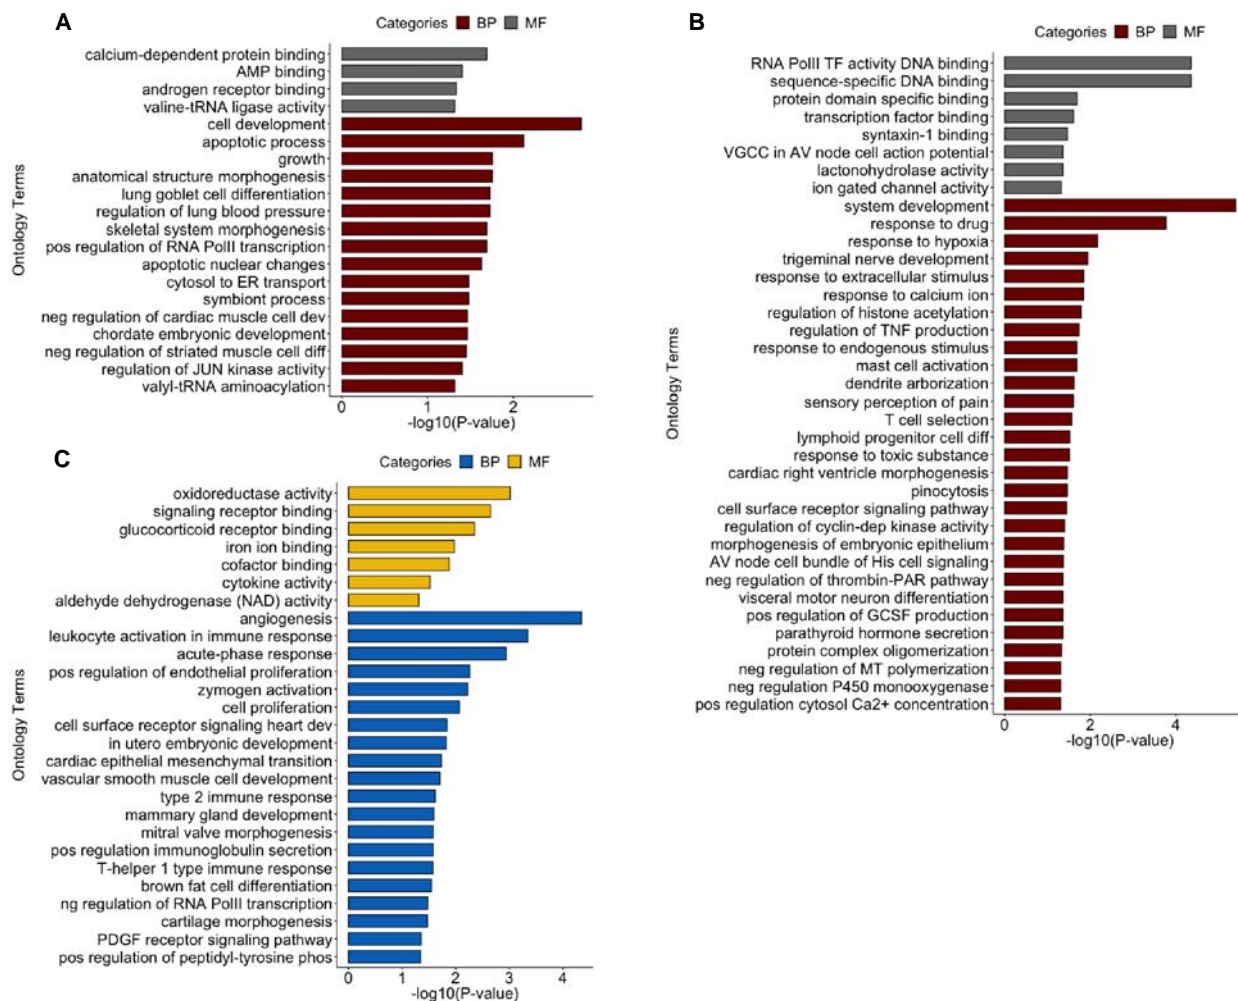 A
Categories BP MF
Ontology Terms
calcium-dependent protein binding
AMP binding
androgen receptor binding
valine-tRNA ligase activity
cell development
apoptotic process
growth
anatomical structure morphogenesis
lung goblet cell differentiation
regulation of lung blood pressure
skeletal system morphogenesis
pos regulation of RNA PolII transcription
apoptotic nuclear changes
cytosol to ER transport
symbiont process
neg regulation of cardiac muscle cell dev
chordate embryonic development
neg regulation of striated muscle cell diff
regulation of JUN kinase activity
valyl-tRNA aminoacylation
0 1 2
-log10(P-value)
B
Categories BP MF
Ontology Terms
RNA PolII TF activity DNA binding
sequence-specific DNA binding
protein domain specific binding
transcription factor binding
syntaxin-1 binding
VGCC in AV node cell action potential
lactonohydrolase activity
ion gated channel activity
system development
response to drug
response to hypoxia
trigeminal nerve development
response to extracellular stimulus
response to calcium ion
regulation of histone acetylation
regulation of TNF production
response to endogenous stimulus
mast cell activation
dendrite arborization
sensory perception of pain
T cell selection
lymphoid progenitor cell diff
response to toxic substance
cardiac right ventricle morphogenesis
pinocytosis
cell surface receptor signaling pathway
regulation of cyclin-dep kinase activity
morphogenesis of embryonic epithelium
AV node cell bundle of His cell signaling
neg regulation of thrombin-PAR pathway
visceral motor neuron differentiation
pos regulation of GCSF production
parathyroid hormone secretion
protein complex oligomerization
neg regulation of MT polymerization
neg regulation P450 monooxygenase
pos regulation cytosol Ca2+ concentration
0 2 4
-log10(P-value)
C
Categories BP MF
Ontology Terms
oxidoreductase activity
signaling receptor binding
glucocorticoid receptor binding
iron ion binding
cofactor binding
cytokine activity
aldehyde dehydrogenase (NAD) activity
angiogenesis
leukocyte activation in immune response
acute-phase response
pos regulation of endothelial proliferation
zymogen activation
cell proliferation
cell surface receptor signaling heart dev
in utero embryonic development
cardiac epithelial mesenchymal transition
vascular smooth muscle cell development
type 2 immune response
mammary gland development
mitral valve morphogenesis
pos regulation immunoglobulin secretion
T-helper 1 type immune response
brown fat cell differentiation
ng regulation of RNA PolII transcription
cartilage morphogenesis
PDGF receptor signaling pathway
pos regulation of peptidyl-tyrosine phos
0 1 2 3 4
-log10(P-value)